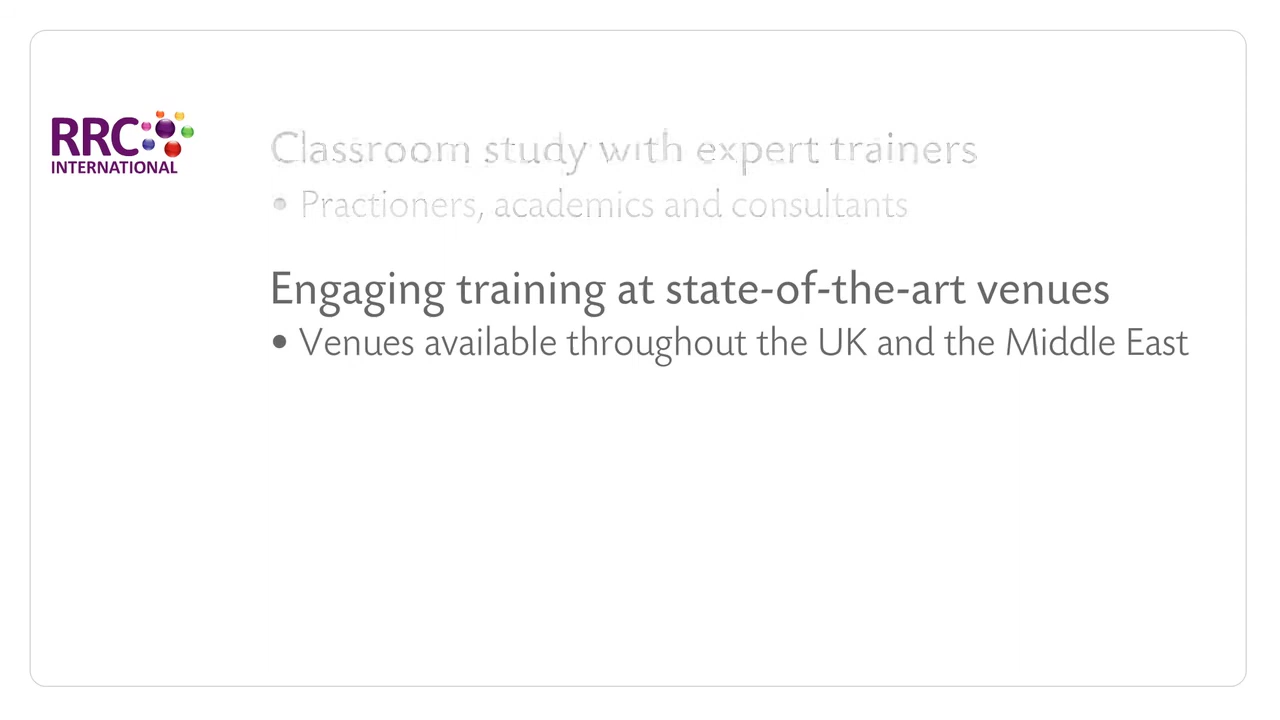 RRC
INTERNATIONAL
Classroom study with expert trainers
• Practioners, academics and consultants
Engaging training at state-of-the-art venues
• Venues available throughout the UK and the Middle East